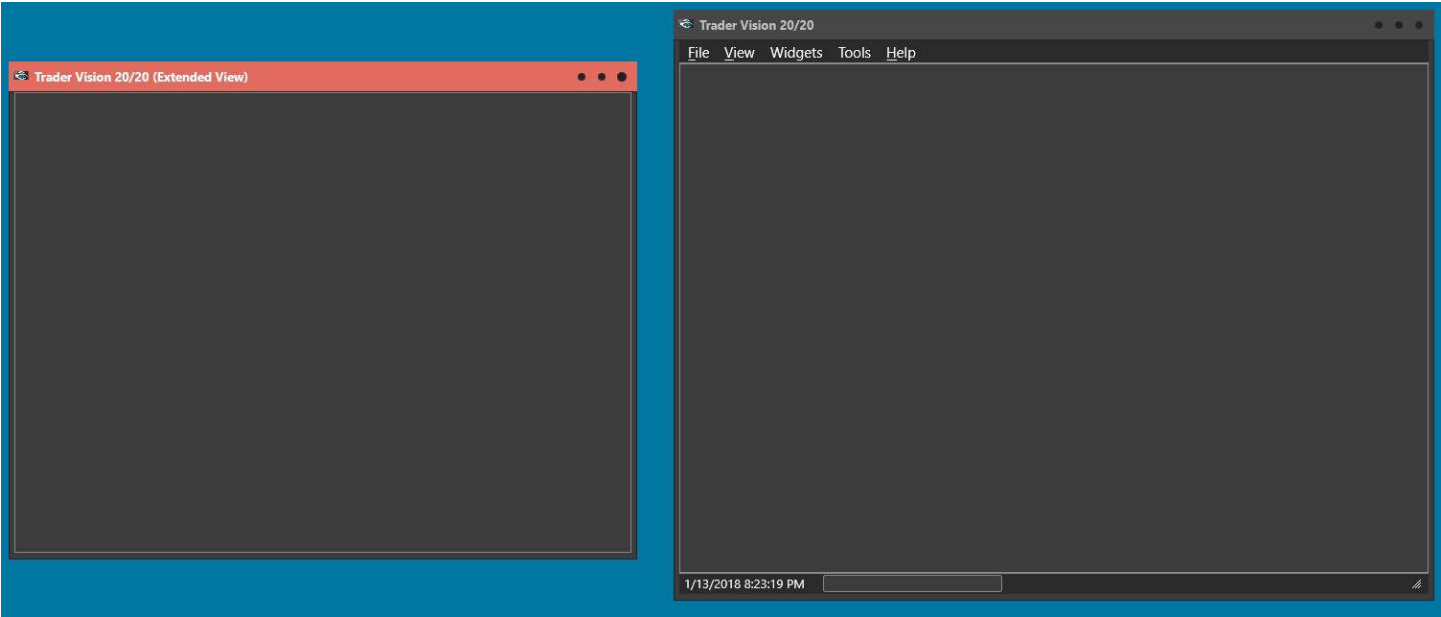 Trader Vision 20/20 (Extended View)
Trader Vision 20/20
File View Widgets Tools Help
1/13/2018 8:23:19 PM